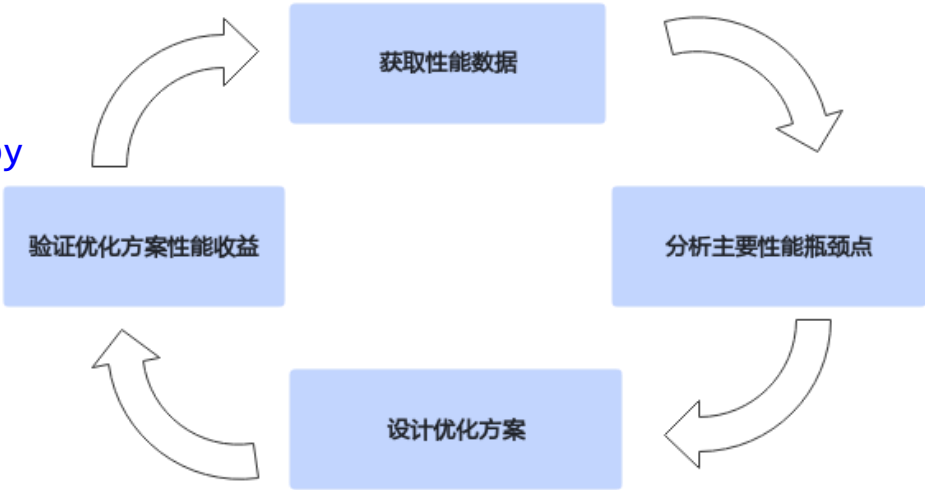 获取性能数据
验证优化方案性能收益
分析主要性能瓶颈点
设计优化方案